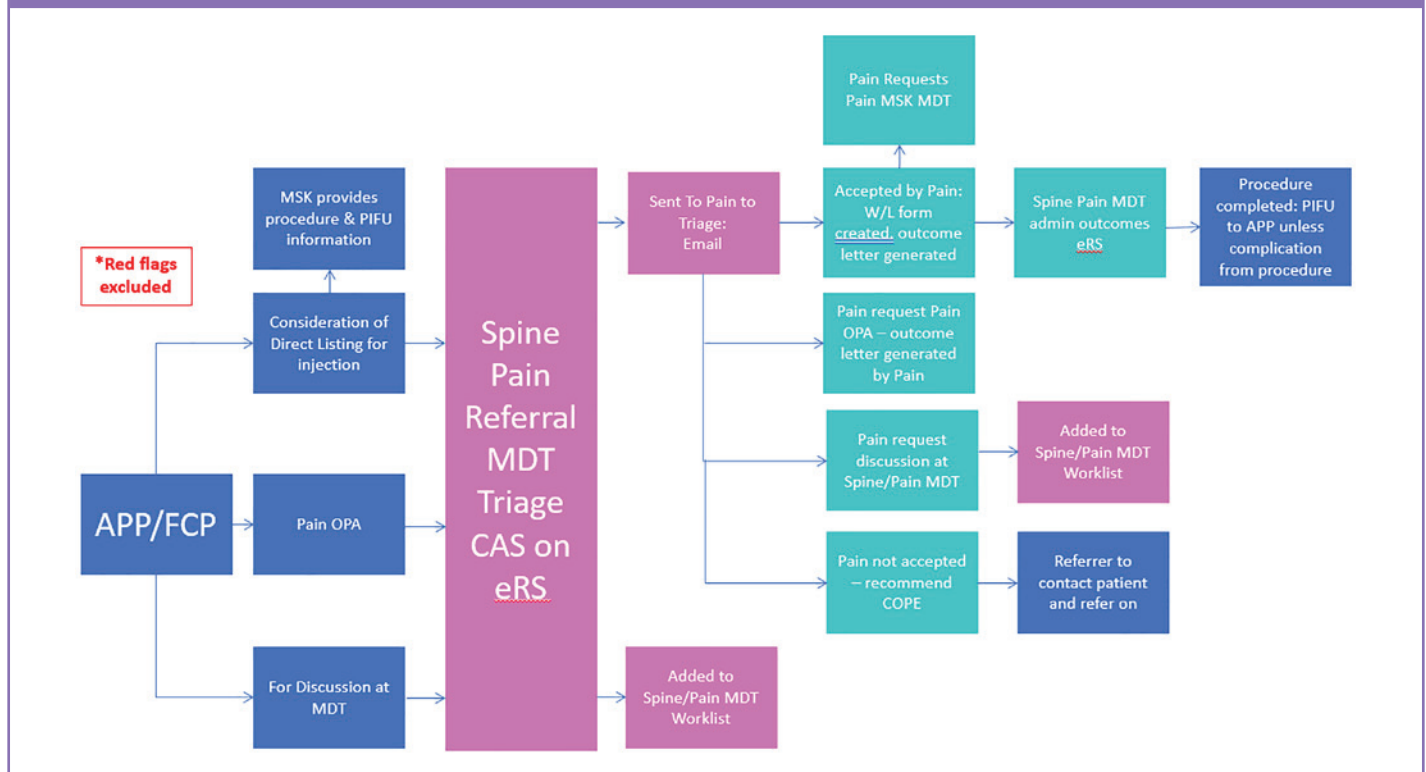 Pain Requests
Pain MSK MDT
MSK provides
procedure & PIFU
information
Sent To Pain to
Triage:
Email
Accepted by Pain:
W/L form
created. outcome
letter generated
Spine Pain MDT
admin outcomes
eRS
Procedure
completed: PIFU
to APP unless
complication
from procedure
*Red flags
excluded
Consideration of
Direct Listing for
injection
Spine
Pain
Referral
MDT
Triage
CAS on
eRS
Pain request Pain
OPA – outcome
letter generated
by Pain
Pain request
discussion at
Spine/Pain MDT
Added to
Spine/Pain MDT
Worklist
APP/FCP
Pain OPA
Pain not accepted
– recommend
COPE
Referrer to
contact patient
and refer on
For Discussion at
MDT
Added to
Spine/Pain MDT
Worklist